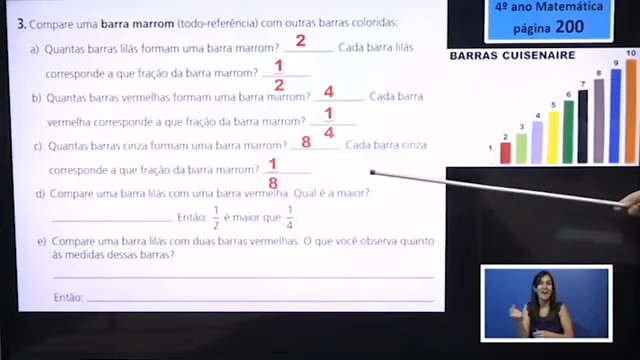 3. Compare uma barra marrom (todo-referência) com outras barras coloridas:
a) Quantas barras lilás formam uma barra marrom? 2 Cada barra lilás
corresponde a que fração da barra marrom? 1/2
b) Quantas barras vermelhas formam uma barra marrom? 4. Cada barra
vermelha corresponde a que fração da barra marrom? 1/4
c) Quantas barras cinza formam uma barra marrom? 8. Cada barra cinza
corresponde a que fração da barra marrom? 1/8
d) Compare uma barra lilás com uma barra vermelha. Qual é a maior?
Então: 1/2 é maior que 1/4.
e) Compare uma barra lilás com duas barras vermelhas. O que você observa quanto
às medidas dessas barras?
Então:
4º ano Matemática
página 200
BARRAS CUISENAIRE
1 2 3 4 5 6 7 8 9 10